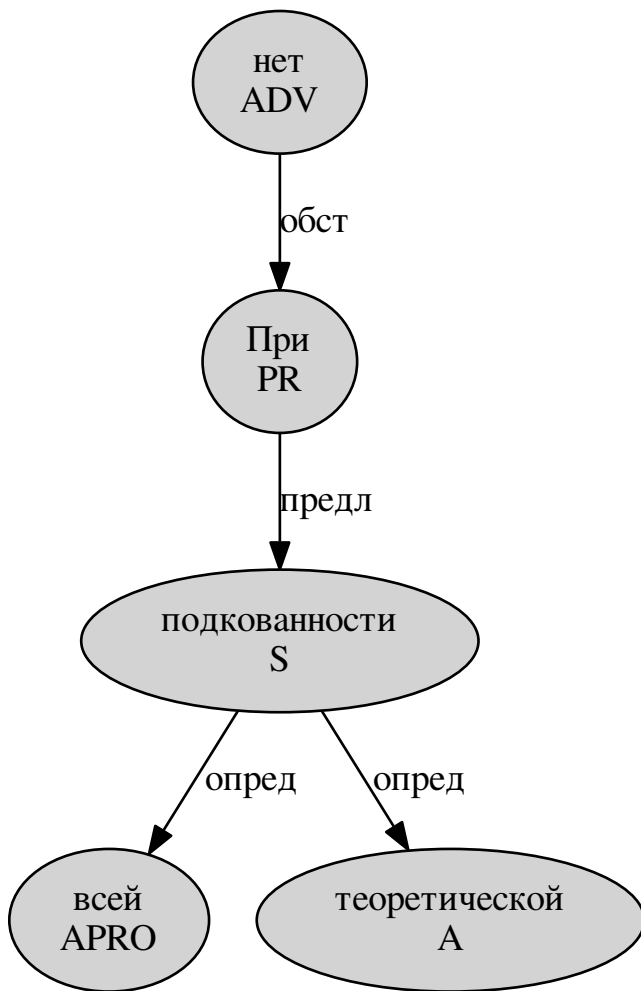 нет
ADV
обст
При
PR
предл
подкованности
S
опред
опред
всей
APRO
теоретической
A